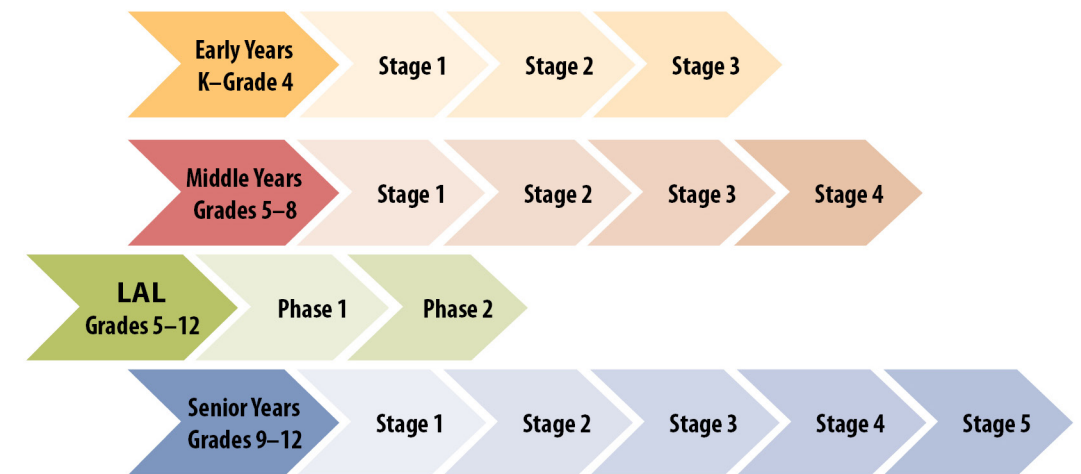 Early Years
K–Grade 4
Stage 1
Stage 2
Stage 3
Middle Years
Grades 5–8
Stage 1
Stage 2
Stage 3
Stage 4
LAL
Grades 5–12
Phase 1
Phase 2
Senior Years
Grades 9–12
Stage 1
Stage 2
Stage 3
Stage 4
Stage 5